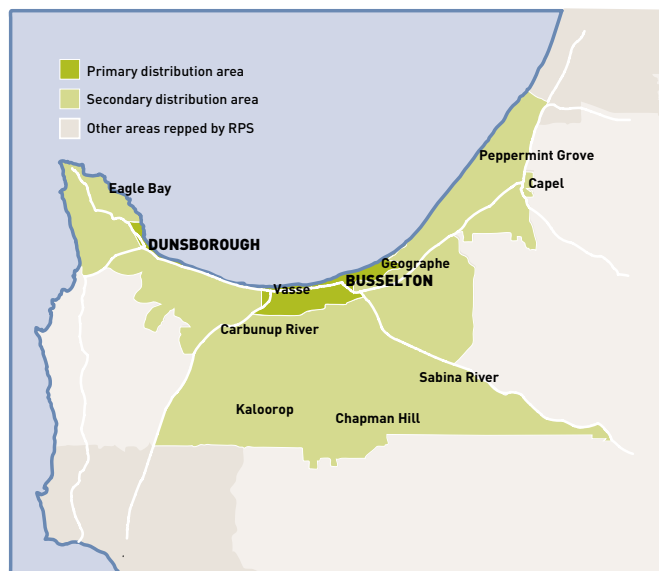 Primary distribution area
Secondary distribution area
Other areas repped by RPS
Peppermint Grove
Capel
Eagle Bay
DUNSBOROUGH
Geographe
BUSSELTON
Vasse
Carbunup River
Sabina River
Kaloorop
Chapman Hill